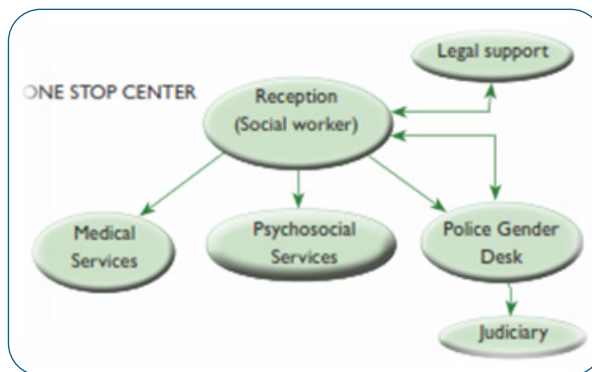 Legal support
ONE STOP CENTER
Reception
(Social worker)
Medical
Services
Psychosocial
Services
Police Gender
Desk
Judiciary